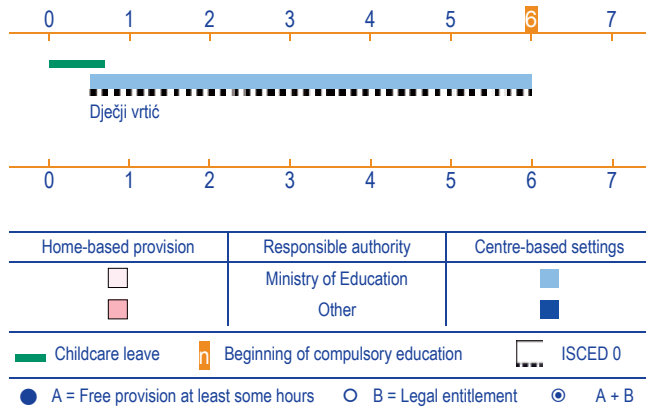 0 1 2 3 4 5 6 7
Dječji vrtić
0 1 2 3 4 5 6 7
Home-based provision Responsible authority Centre-based settings
Ministry of Education
Other
Childcare leave n Beginning of compulsory education ISCED 0
A = Free provision at least some hours B = Legal entitlement A + B